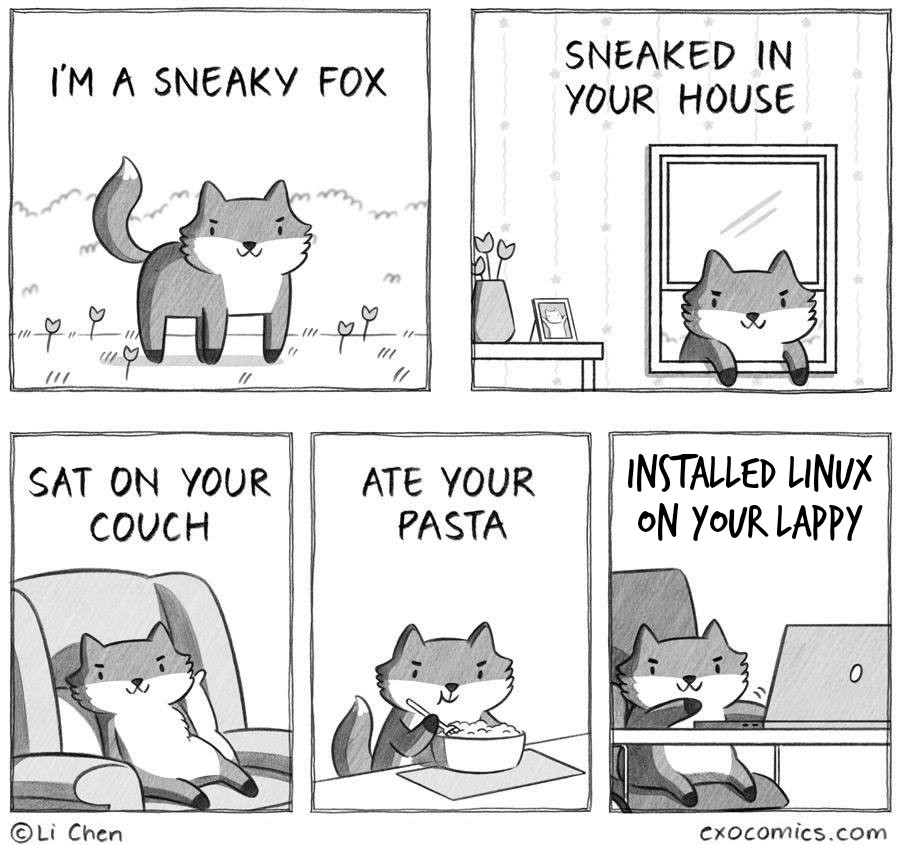 I'M A SNEAKY FOX
SNEAKED IN
YOUR HOUSE
SAT ON YOUR
COUCH
ATE YOUR
PASTA
INSTALLED LINUX
ON YOUR LAPPY
©Li Chen
exocomics.com